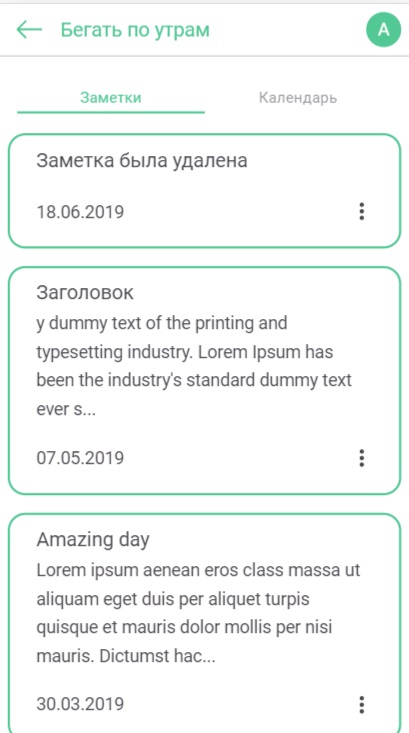 Бегать по утрам
A
Заметки
Календарь
Заметка была удалена
18.06.2019
Заголовок
y dummy text of the printing and
typesetting industry. Lorem Ipsum has
been the industry's standard dummy text
ever s...
07.05.2019
Amazing day
Lorem ipsum aenean eros class massa ut
aliquam eget duis per aliquet turpis
quisque et mauris dolor mollis per nisi
mauris. Dictumst hac...
30.03.2019